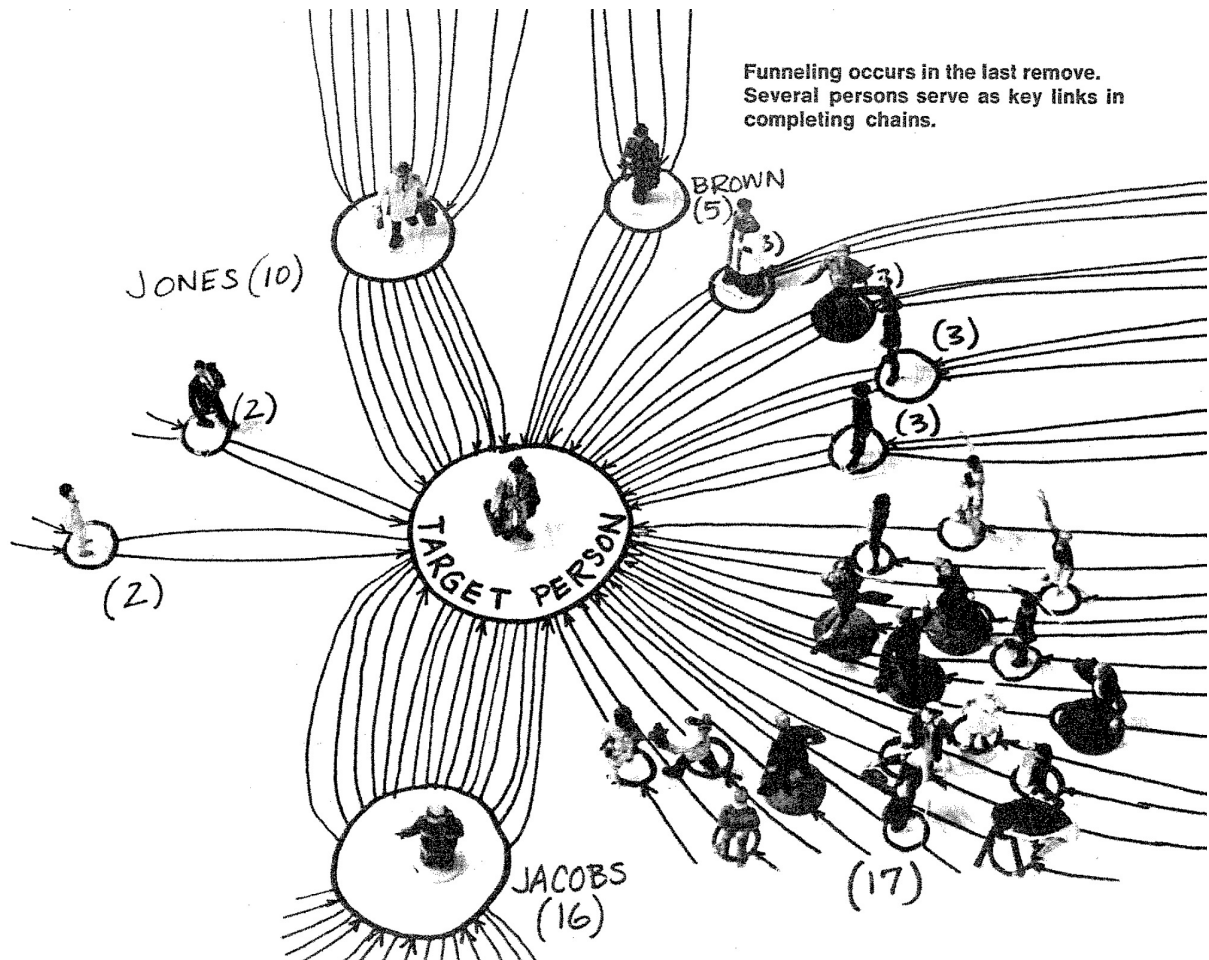 Funneling occurs in the last remove.
Several persons serve as key links in
completing chains.
BROWN
(5)
3)
3)
JONES (10)
(3)
(3)
(2)
(2)
TARGET PERSON
JACOBS
(16)
(17)